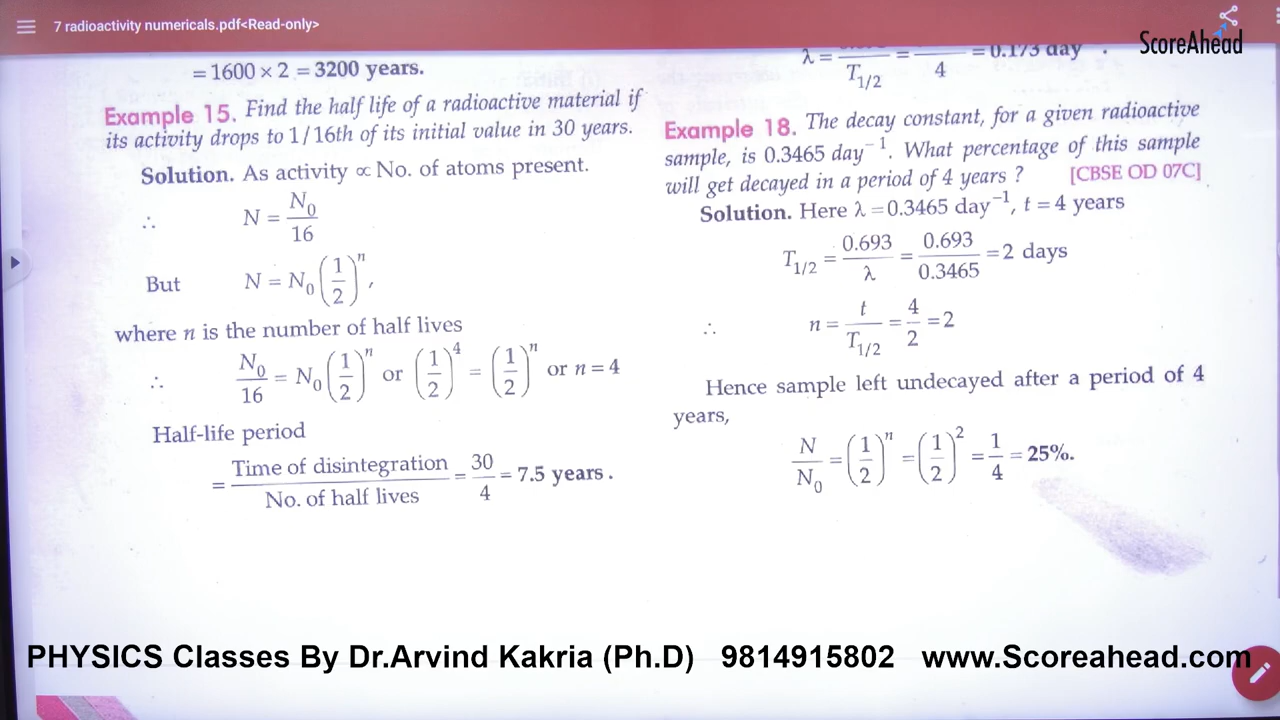 7 radioactivity numericals.pdf<Read-only>
ScoreAhead
= 1600 × 2 = 3200 years.
Example 15. Find the half life of a radioactive material if
its activity drops to 1/16th of its initial value in 30 years.
Solution. As activity ∝ No. of atoms present.
∴ N = N₀/16
But N = N₀ (1/2)ⁿ,
where n is the number of half lives
∴ N₀/16 = N₀ (1/2)ⁿ or (1/2)⁴ = (1/2)ⁿ or n = 4
Half-life period
= Time of disintegration / No. of half lives = 30/4 = 7.5 years.
λ = / T1/2 = / 4 = 0.173 day
Example 18. The decay constant, for a given radioactive
sample, is 0.3465 day⁻¹. What percentage of this sample
will get decayed in a period of 4 years ? [CBSE OD 07C]
Solution. Here λ = 0.3465 day⁻¹, t = 4 years
T1/2 = 0.693/λ = 0.693/0.3465 = 2 days
∴ n = t/T1/2 = 4/2 = 2
Hence sample left undecayed after a period of 4
years,
N/N₀ = (1/2)ⁿ = (1/2)² = 1/4 = 25%.
PHYSICS Classes By Dr.Arvind Kakria (Ph.D) 9814915802 www.Scoreahead.com